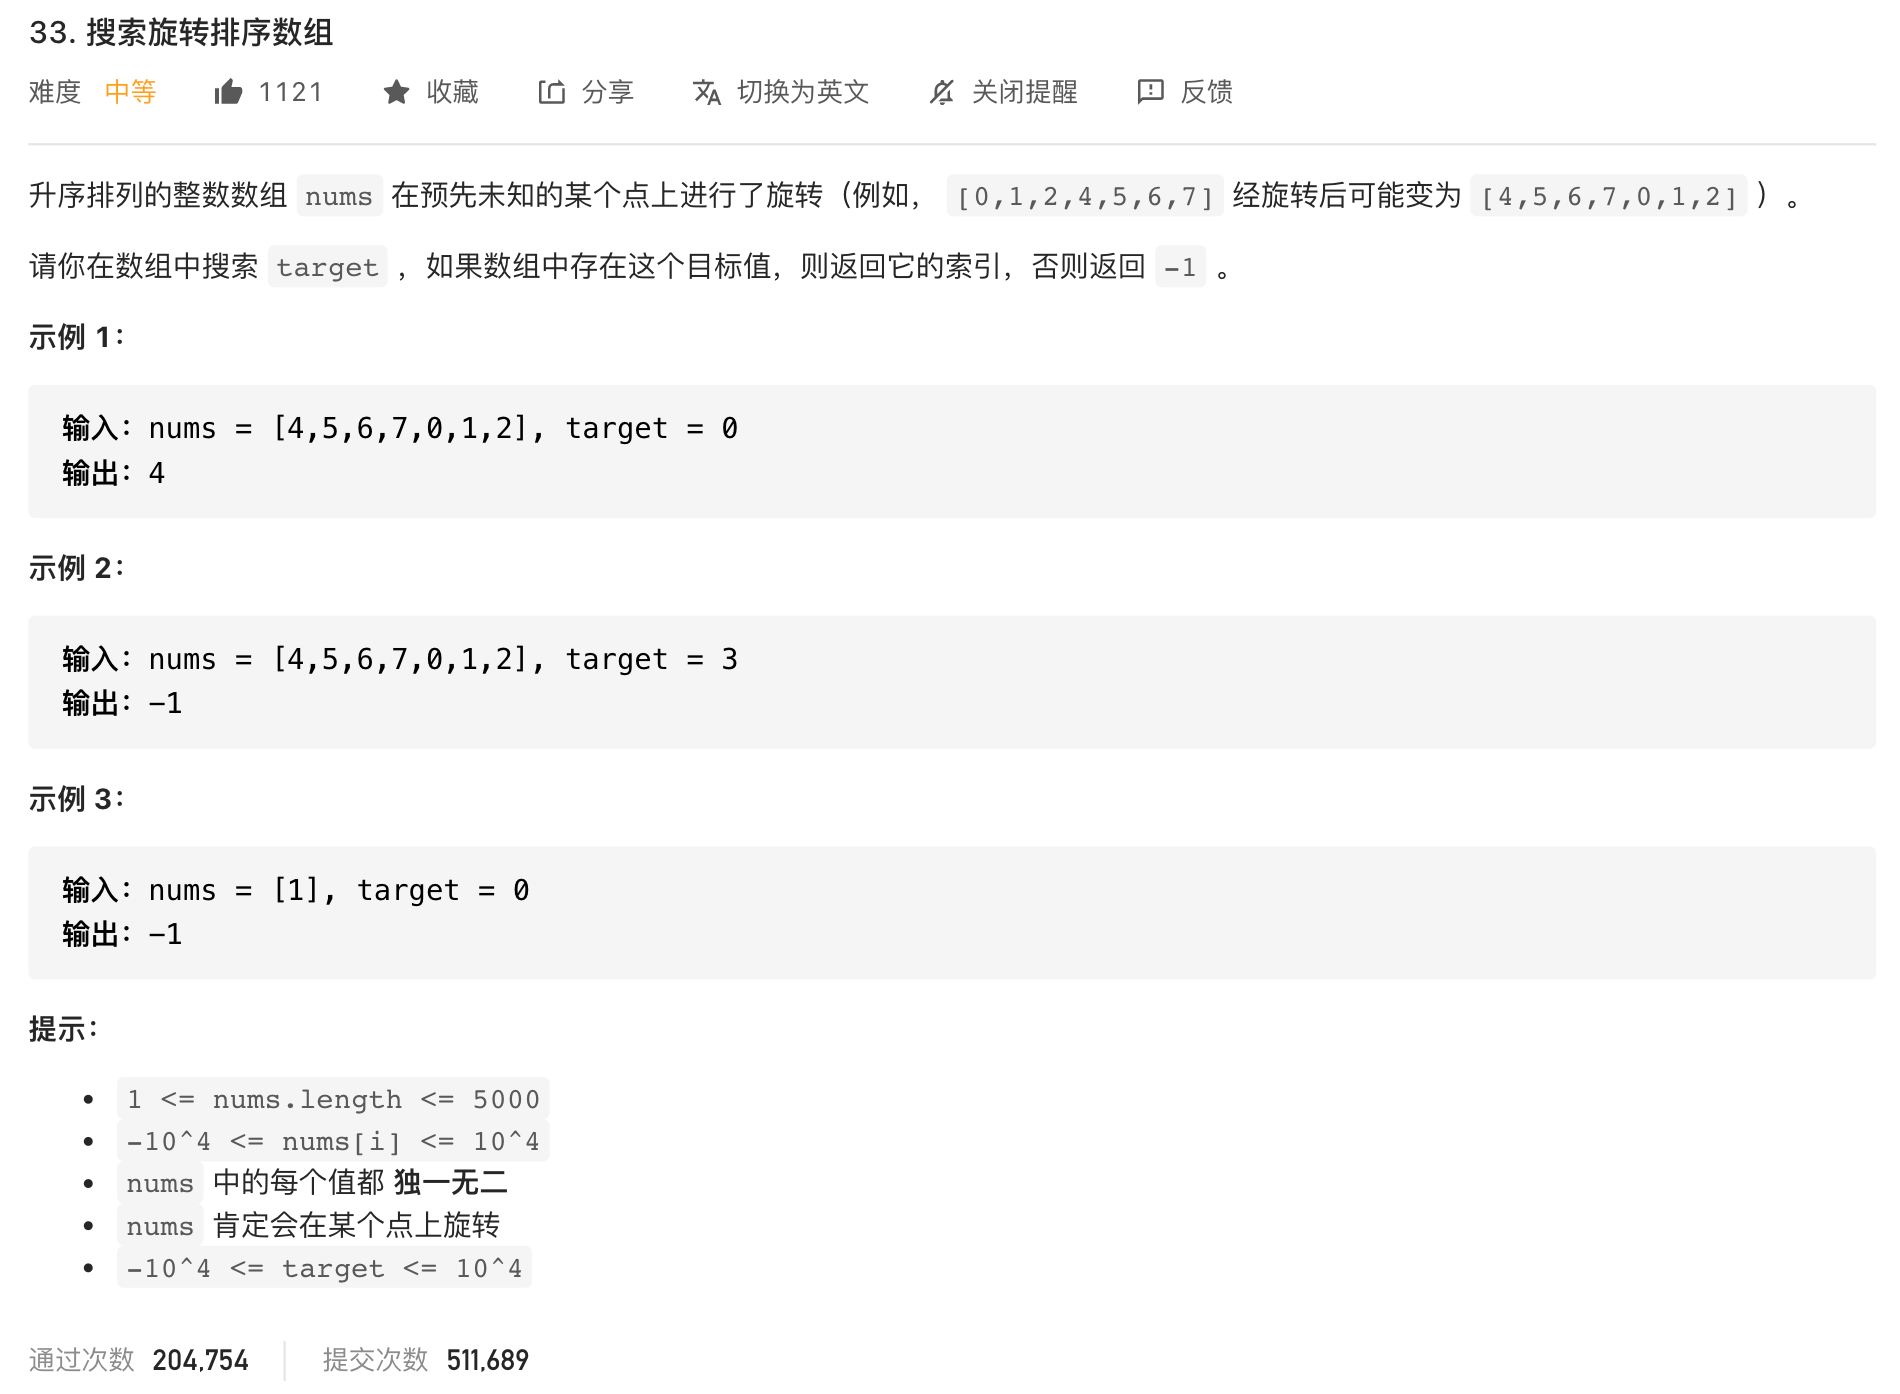 33. 搜索旋转排序数组
难度 中等 1121 收藏 分享 切换为英文 关闭提醒 反馈
升序排列的整数数组 nums 在预先未知的某个点上进行了旋转（例如， [0,1,2,4,5,6,7] 经旋转后可能变为 [4,5,6,7,0,1,2] ）。
请你在数组中搜索 target ，如果数组中存在这个目标值，则返回它的索引，否则返回 -1 。
示例 1：
输入：nums = [4,5,6,7,0,1,2], target = 0
输出：4
示例 2：
输入：nums = [4,5,6,7,0,1,2], target = 3
输出：-1
示例 3：
输入：nums = [1], target = 0
输出：-1
提示：
• 1 <= nums.length <= 5000
• -10^4 <= nums[i] <= 10^4
• nums 中的每个值都 独一无二
• nums 肯定会在某个点上旋转
• -10^4 <= target <= 10^4
通过次数 204,754 提交次数 511,689